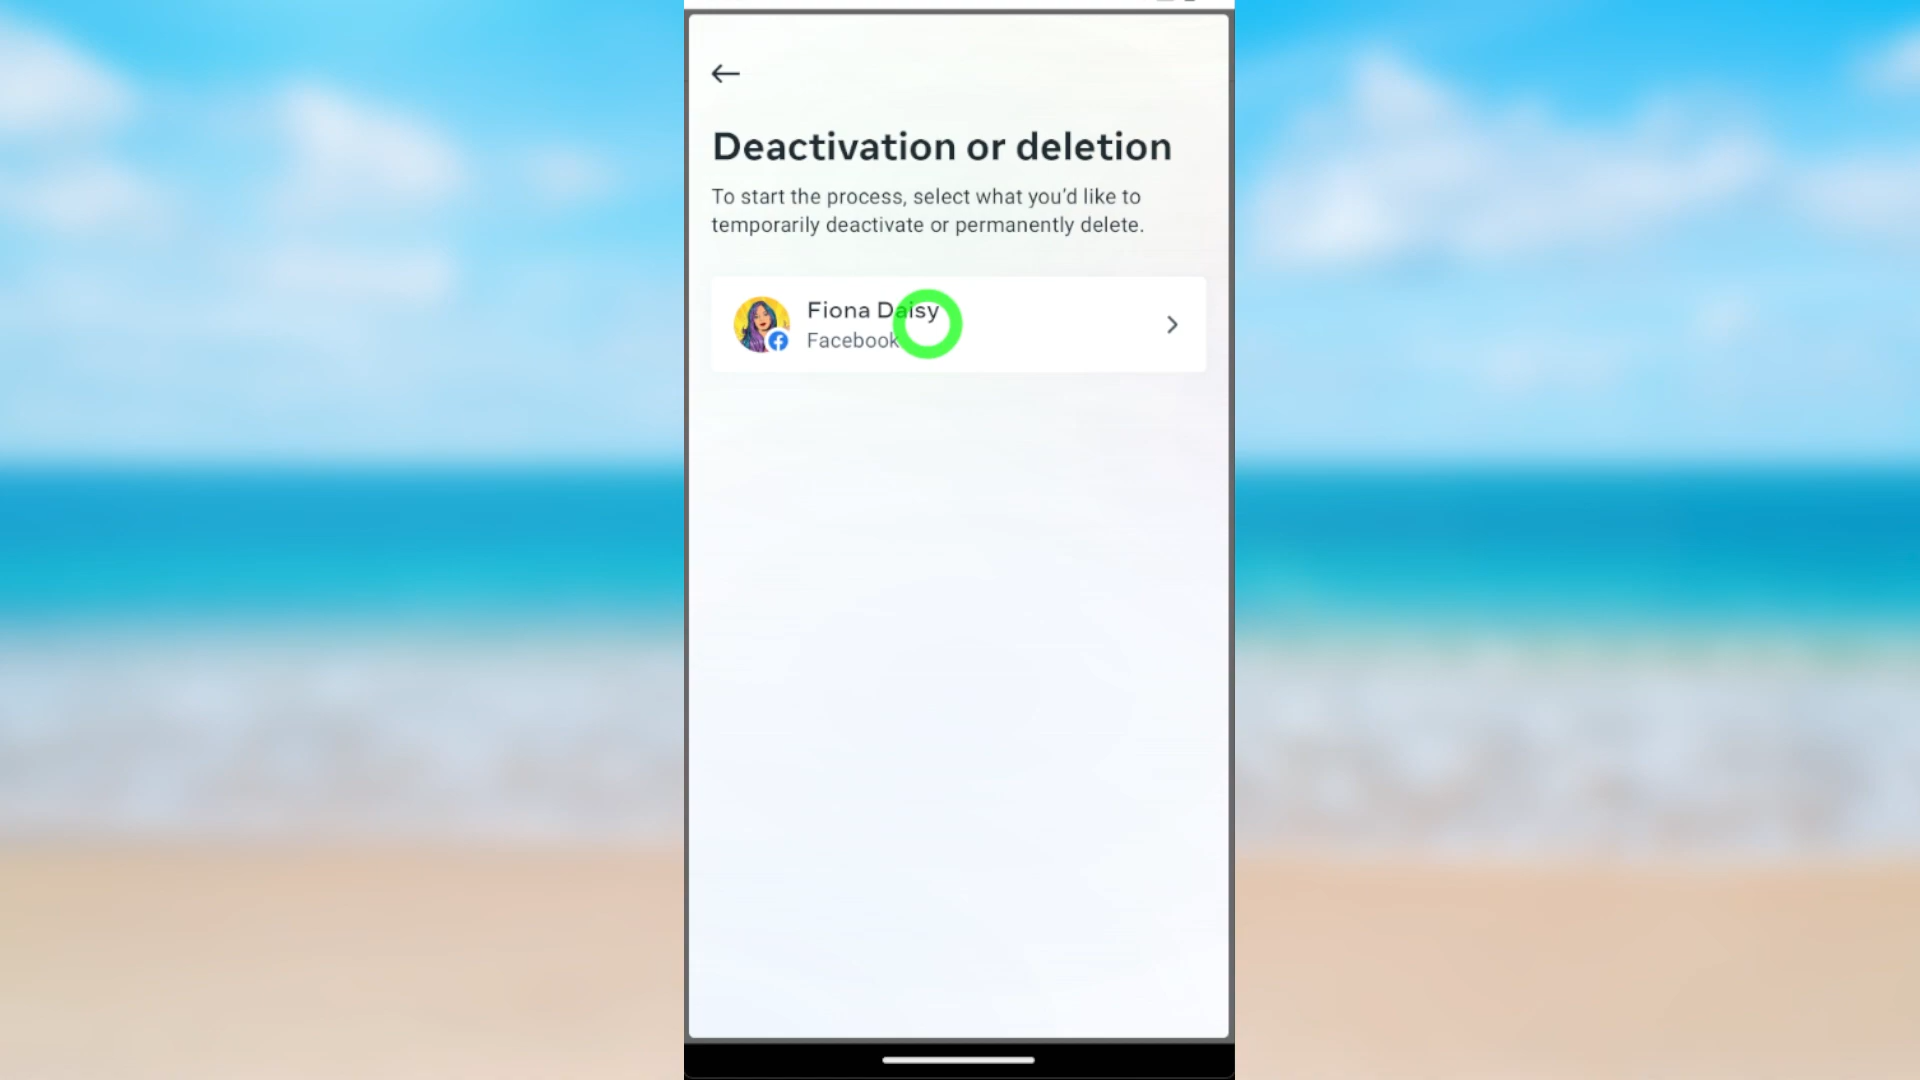 Deactivation or deletion
To start the process, select what you’d like to
temporarily deactivate or permanently delete.
Fiona Daisy
Facebook